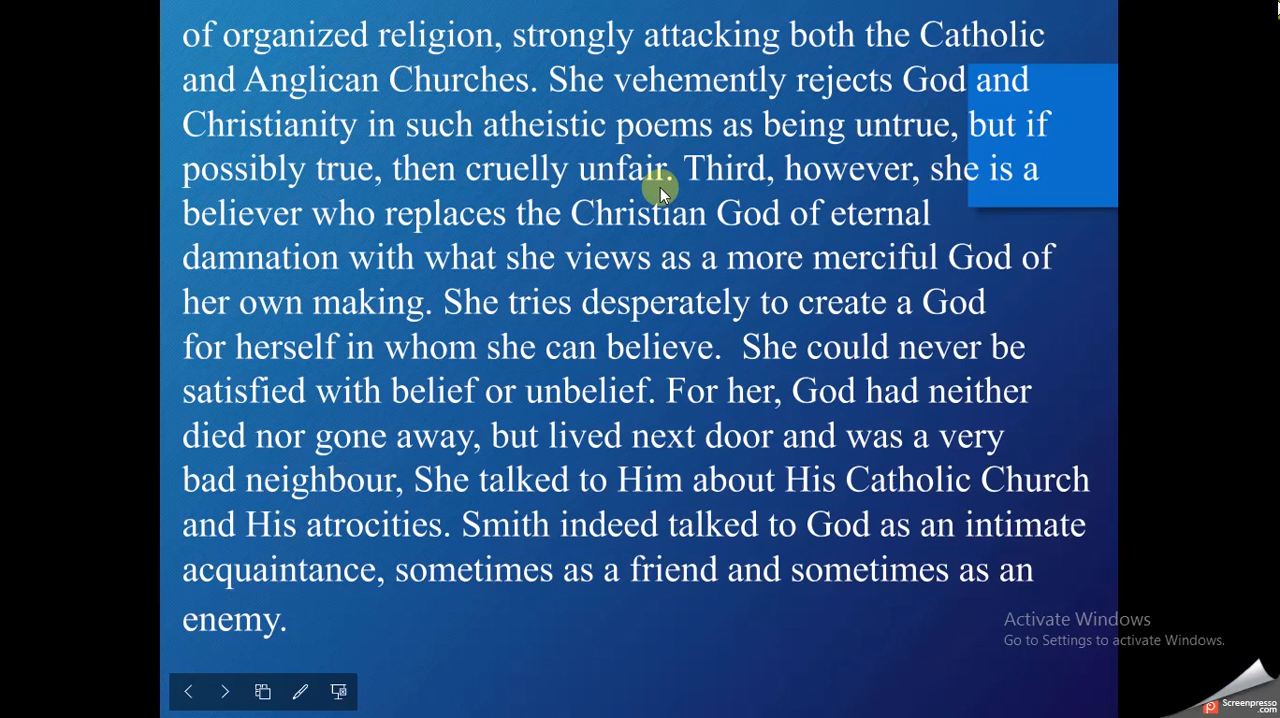 of organized religion, strongly attacking both the Catholic
and Anglican Churches. She vehemently rejects God and
Christianity in such atheistic poems as being untrue, but if
possibly true, then cruelly unfair. Third, however, she is a
believer who replaces the Christian God of eternal
damnation with what she views as a more merciful God of
her own making. She tries desperately to create a God
for herself in whom she can believe.  She could never be
satisfied with belief or unbelief. For her, God had neither
died nor gone away, but lived next door and was a very
bad neighbour, She talked to Him about His Catholic Church
and His atrocities. Smith indeed talked to God as an intimate
acquaintance, sometimes as a friend and sometimes as an
enemy.
Activate Windows
Go to Settings to activate Windows.
Screenpresso
.com